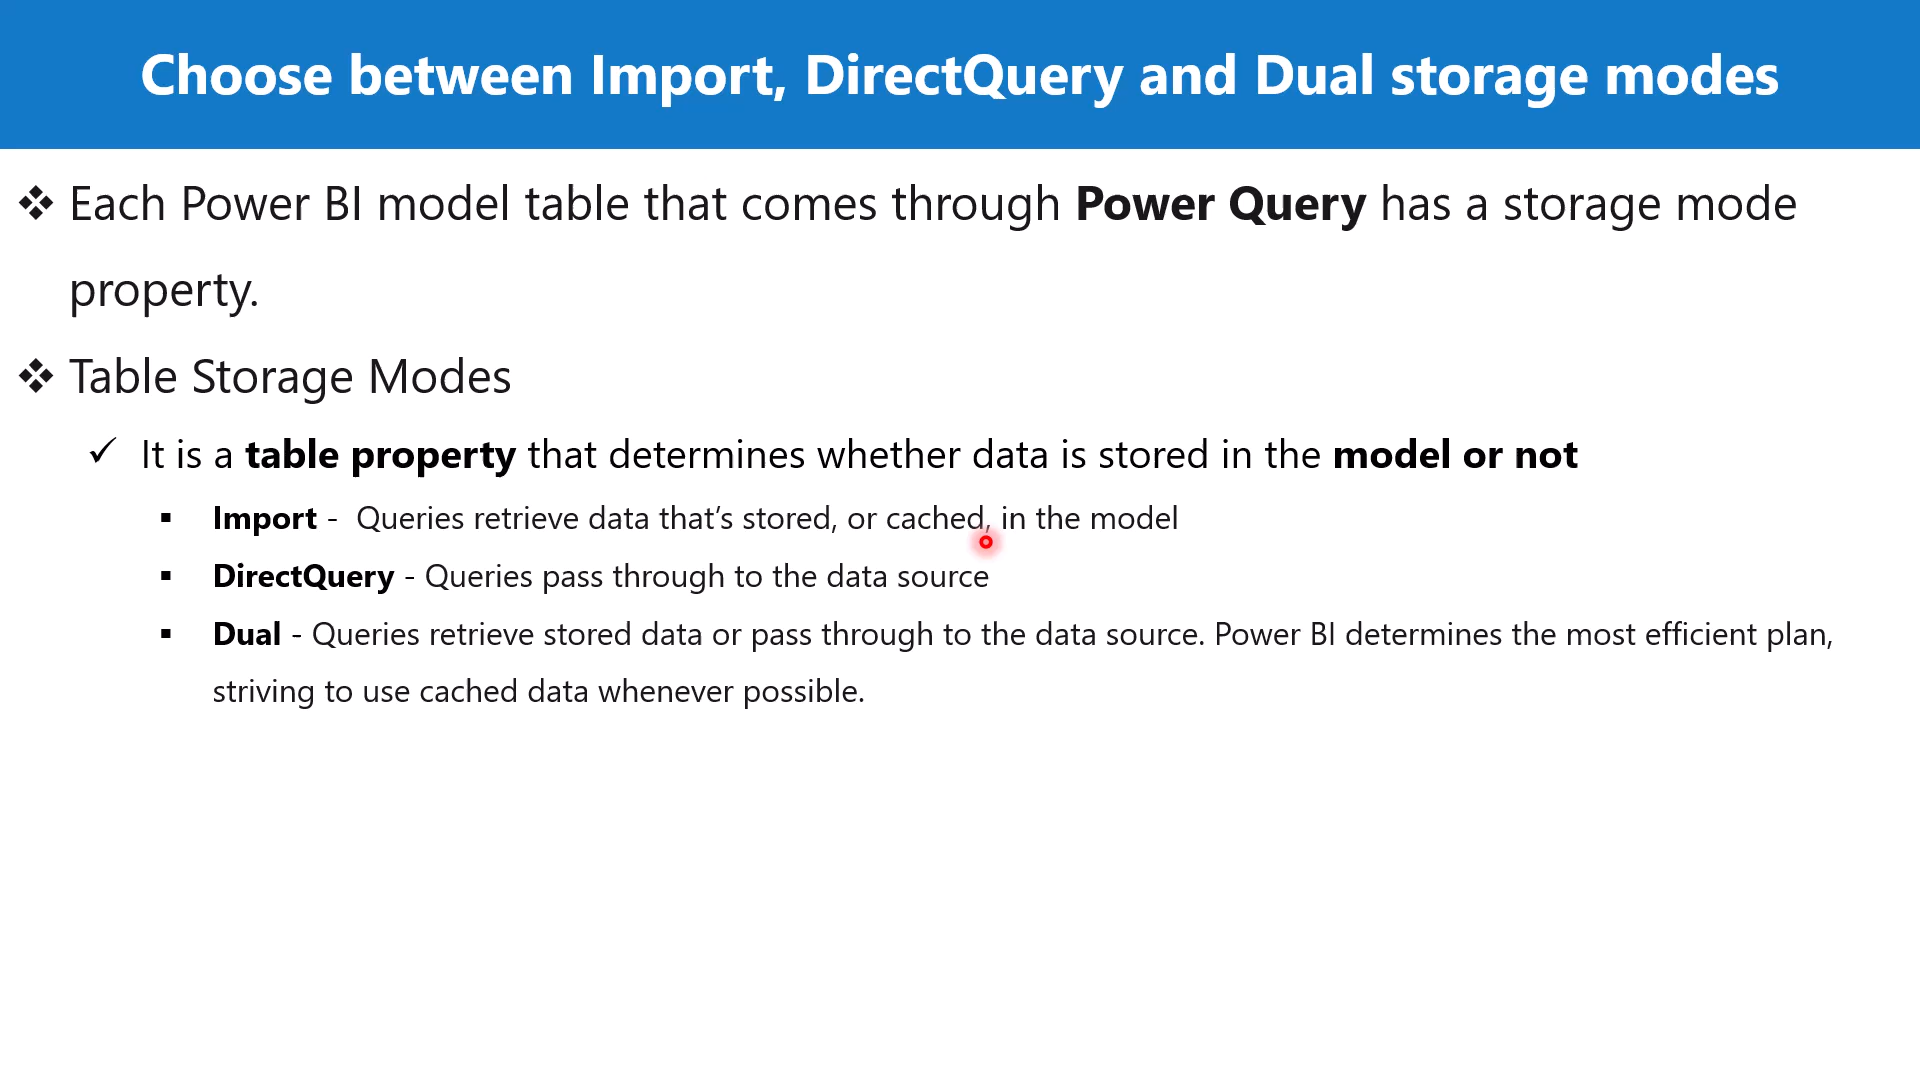 Choose between Import, DirectQuery and Dual storage modes
❖ Each Power BI model table that comes through Power Query has a storage mode
property.
❖ Table Storage Modes
✓ It is a table property that determines whether data is stored in the model or not
▪ Import - Queries retrieve data that’s stored, or cached, in the model
▪ DirectQuery - Queries pass through to the data source
▪ Dual - Queries retrieve stored data or pass through to the data source. Power BI determines the most efficient plan,
striving to use cached data whenever possible.